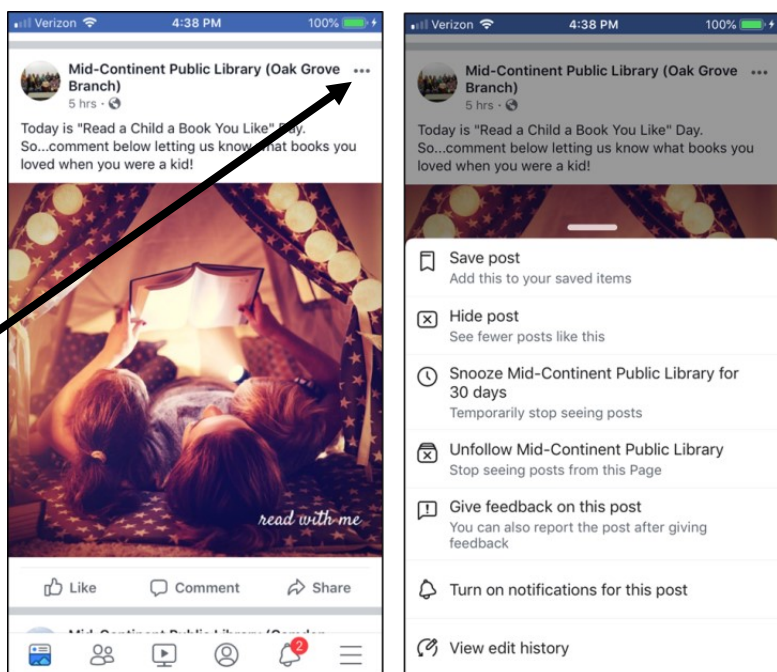 Verizon 4:38 PM 100%
Mid-Continent Public Library (Oak Grove
Branch)
5 hrs ·
Today is "Read a Child a Book You Like" Day.
So...comment below letting us know what books you
loved when you were a kid!
read with me
Like Comment Share
Mid-Continent Public Library (Camden
2
Verizon 4:38 PM 100%
Mid-Continent Public Library (Oak Grove
Branch)
5 hrs ·
Today is "Read a Child a Book You Like" Day.
So...comment below letting us know what books you
loved when you were a kid!
Save post
Add this to your saved items
Hide post
See fewer posts like this
Snooze Mid-Continent Public Library for
30 days
Temporarily stop seeing posts
Unfollow Mid-Continent Public Library
Stop seeing posts from this Page
Give feedback on this post
You can also report the post after giving
feedback
Turn on notifications for this post
View edit history